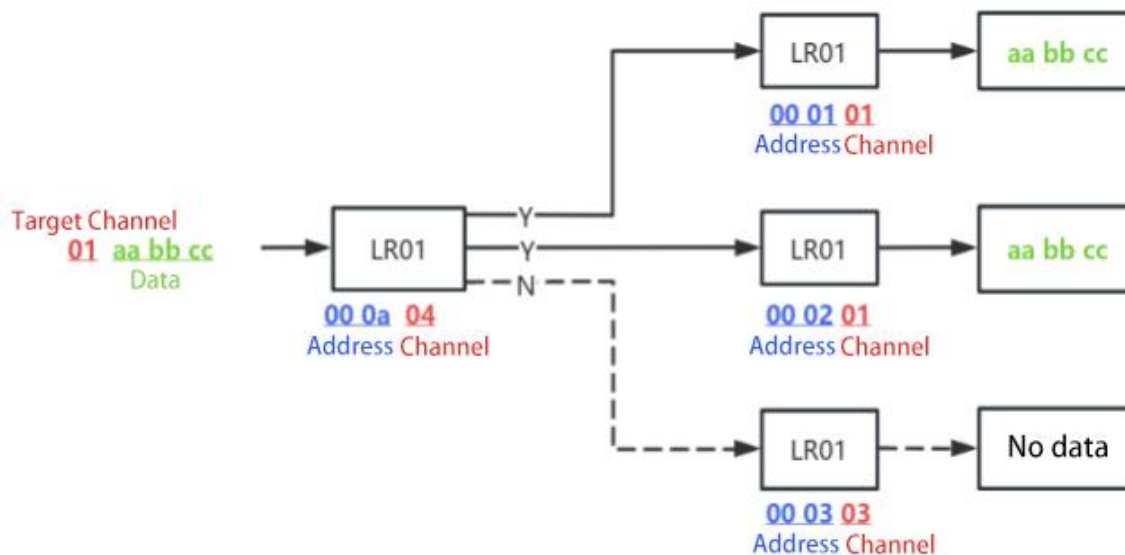 LR01
aa bb cc
00 01 01
Address Channel
Target Channel
01 aa bb cc
Data
LR01
00 0a 04
Address Channel
Y
Y
N
LR01
aa bb cc
00 02 01
Address Channel
LR01
No data
00 03 03
Address Channel